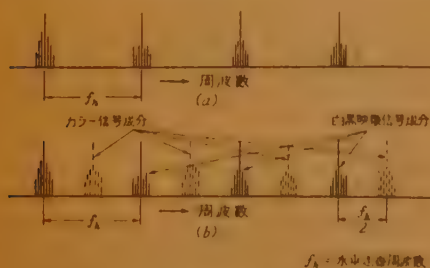 周波数
f_h
(a)
カラー信号成分
白黒映像信号成分
周波数
f_h
f_h
2
(b)
f_h = 水平走査周波数